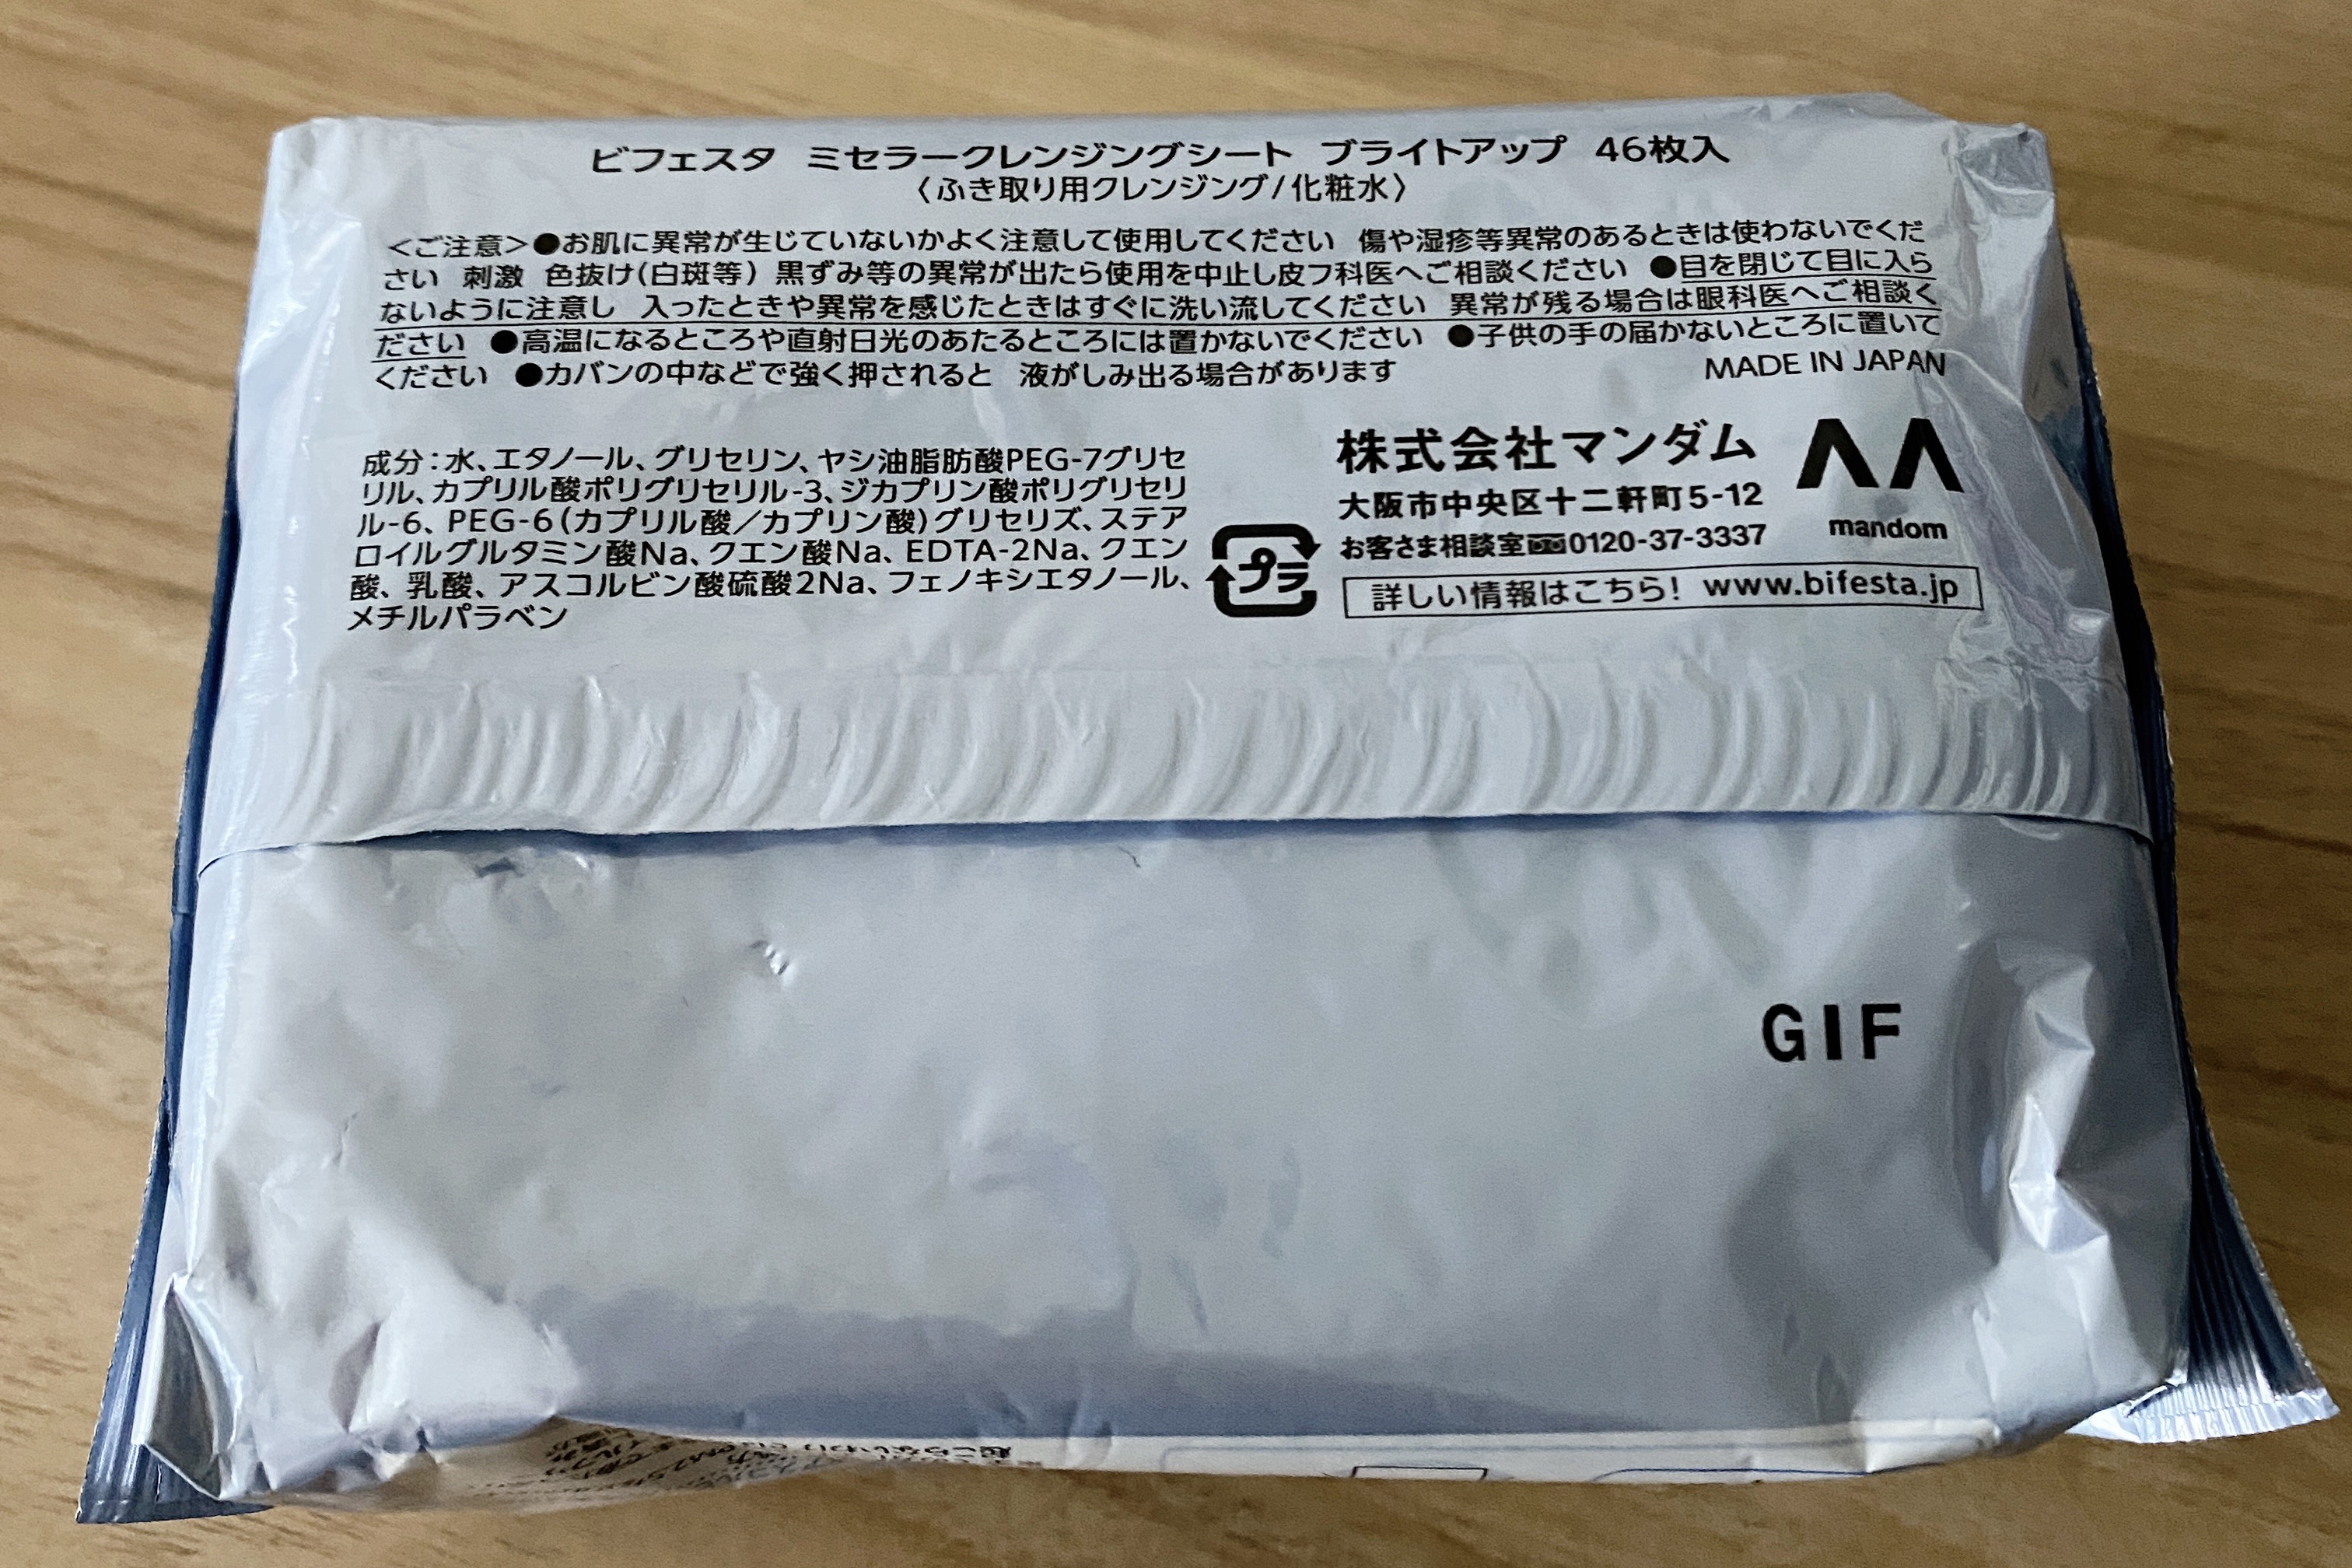 ビフェスタ ミセラークレンジングシート ブライトアップ 46枚入
〈ふき取り用クレンジング/化粧水〉
<ご注意>●お肌に異常が生じていないかよく注意して使用してください 傷や湿疹等異常のあるときは使わないでくだ
さい 刺激 色抜け(白斑等) 黒ずみ等の異常が出たら使用を中止し皮フ科医へご相談ください ●目を閉じて目に入ら
ないように注意し 入ったときや異常を感じたときはすぐに洗い流してください 異常が残る場合は眼科医へご相談く
ださい ●高温になるところや直射日光のあたるところには置かないでください ●子供の手の届かないところに置いて
ください ●カバンの中などで強く押されると 液がしみ出る場合があります
MADE IN JAPAN
成分:水、エタノール、グリセリン、ヤシ油脂肪酸PEG-7グリセ
リル、カプリル酸ポリグリセリル-3、ジカプリン酸ポリグリセリ
ル-6、PEG-6(カプリル酸/カプリン酸)グリセリズ、ステア
ロイルグルタミン酸Na、クエン酸Na、EDTA-2Na、クエン
酸、乳酸、アスコルビン酸硫酸2Na、フェノキシエタノール、
メチルパラベン
プラ
株式会社マンダム
大阪市中央区十二軒町5-12
お客さま相談室0120-37-3337
mandom
詳しい情報はこちら! www.bifesta.jp
GIF